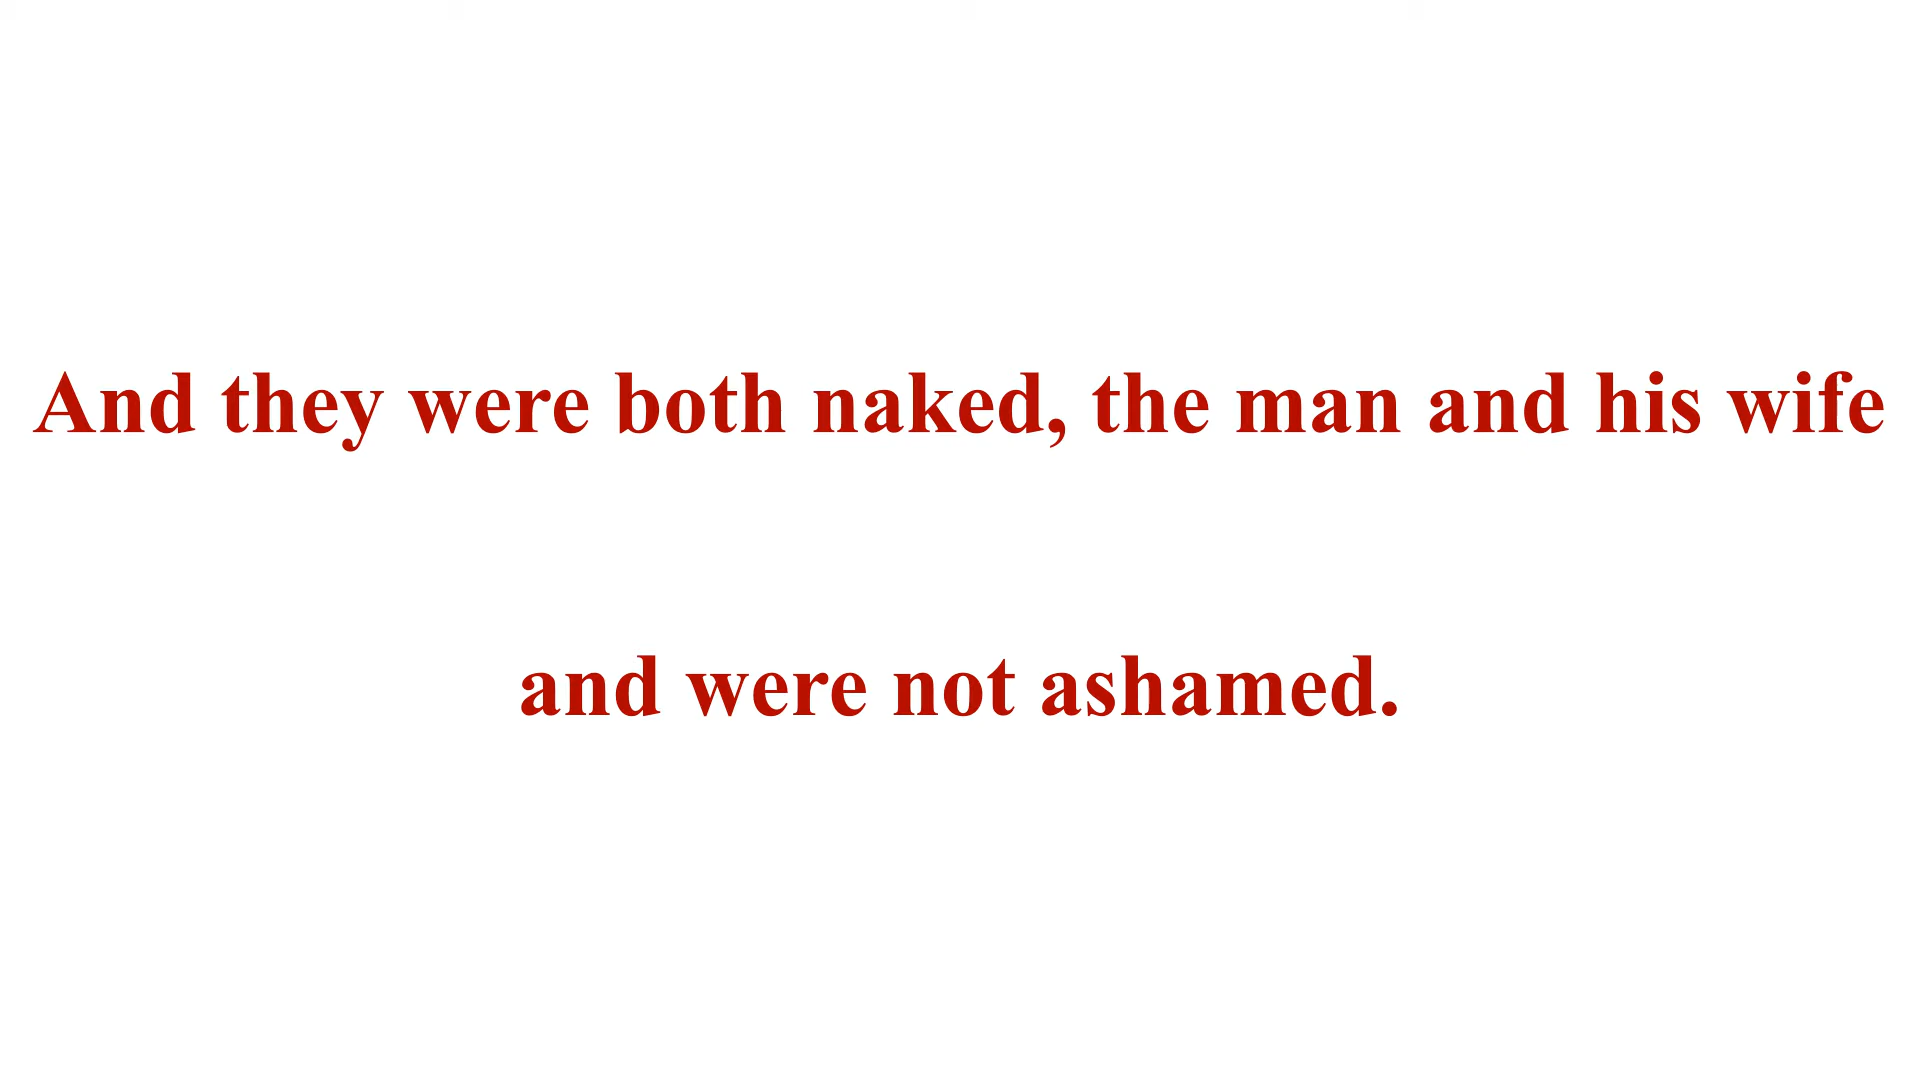 And they were both naked, the man and his wife
and were not ashamed.